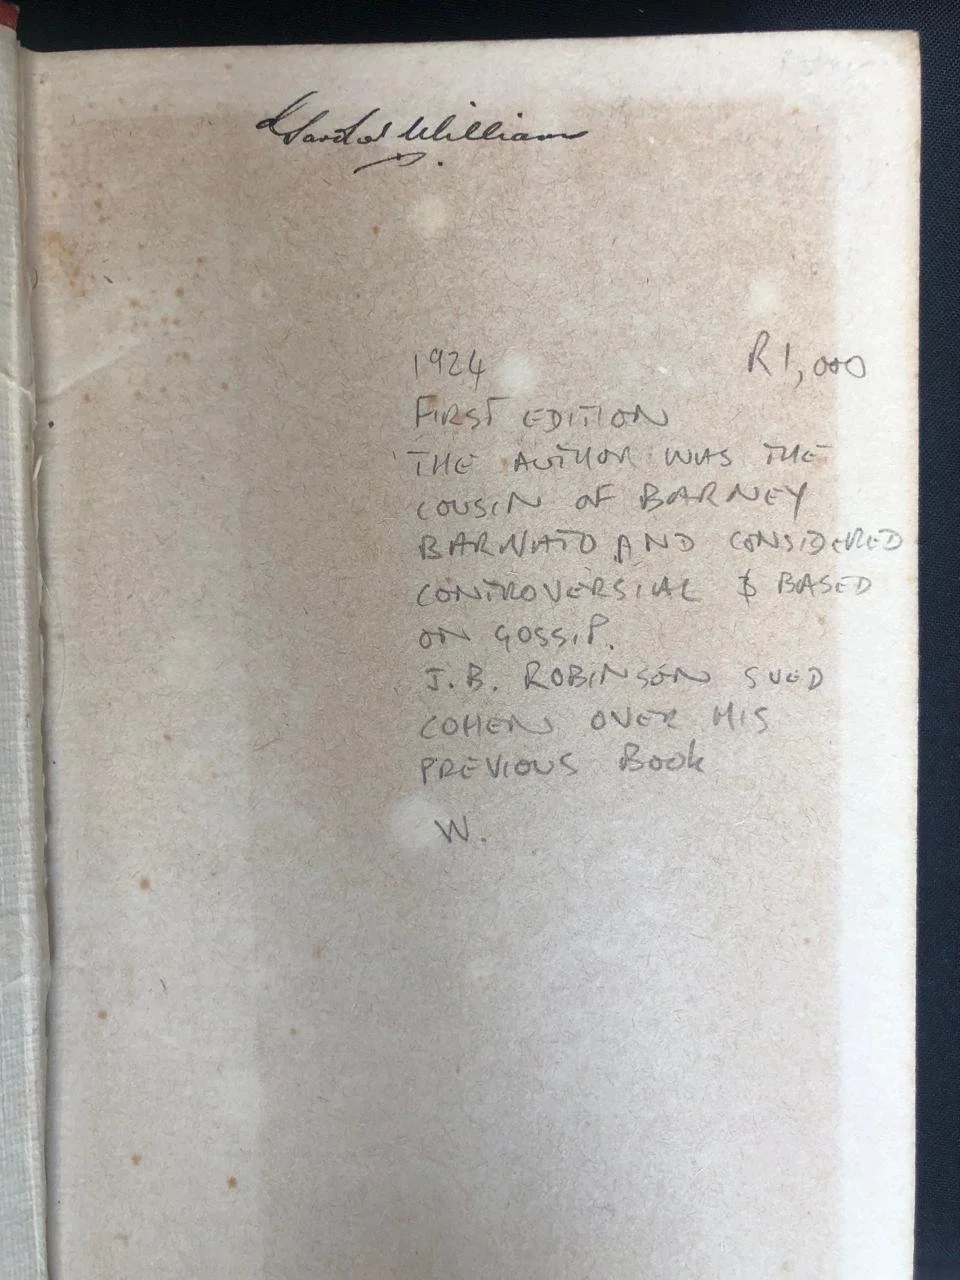 William
1924 R1,000
FIRST EDITION
THE AUTHOR WAS THE
COUSIN OF BARNEY
BARNATO AND CONSIDERED
CONTROVERSIAL & BASED
ON GOSSIP.
J.B. ROBINSON SUED
COHEN OVER HIS
PREVIOUS BOOK
W.